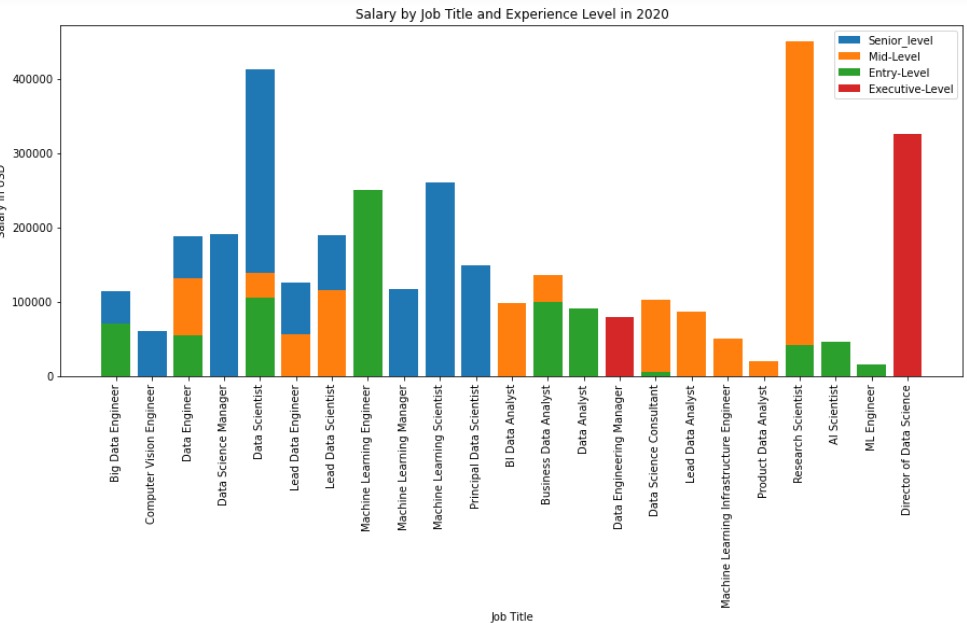 Salary by Job Title and Experience Level in 2020
Senior_level
Mid-Level
Entry-Level
Executive-Level
400000
300000
200000
100000
0
Salary in USD
Big Data Engineer
Computer Vision Engineer
Data Engineer
Data Science Manager
Data Scientist
Lead Data Engineer
Lead Data Scientist
Machine Learning Engineer
Machine Learning Manager
Machine Learning Scientist
Principal Data Scientist
BI Data Analyst
Business Data Analyst
Data Analyst
Data Engineering Manager
Data Science Consultant
Lead Data Analyst
Machine Learning Infrastructure Engineer
Product Data Analyst
Research Scientist
AI Scientist
ML Engineer
Director of Data Science
Job Title